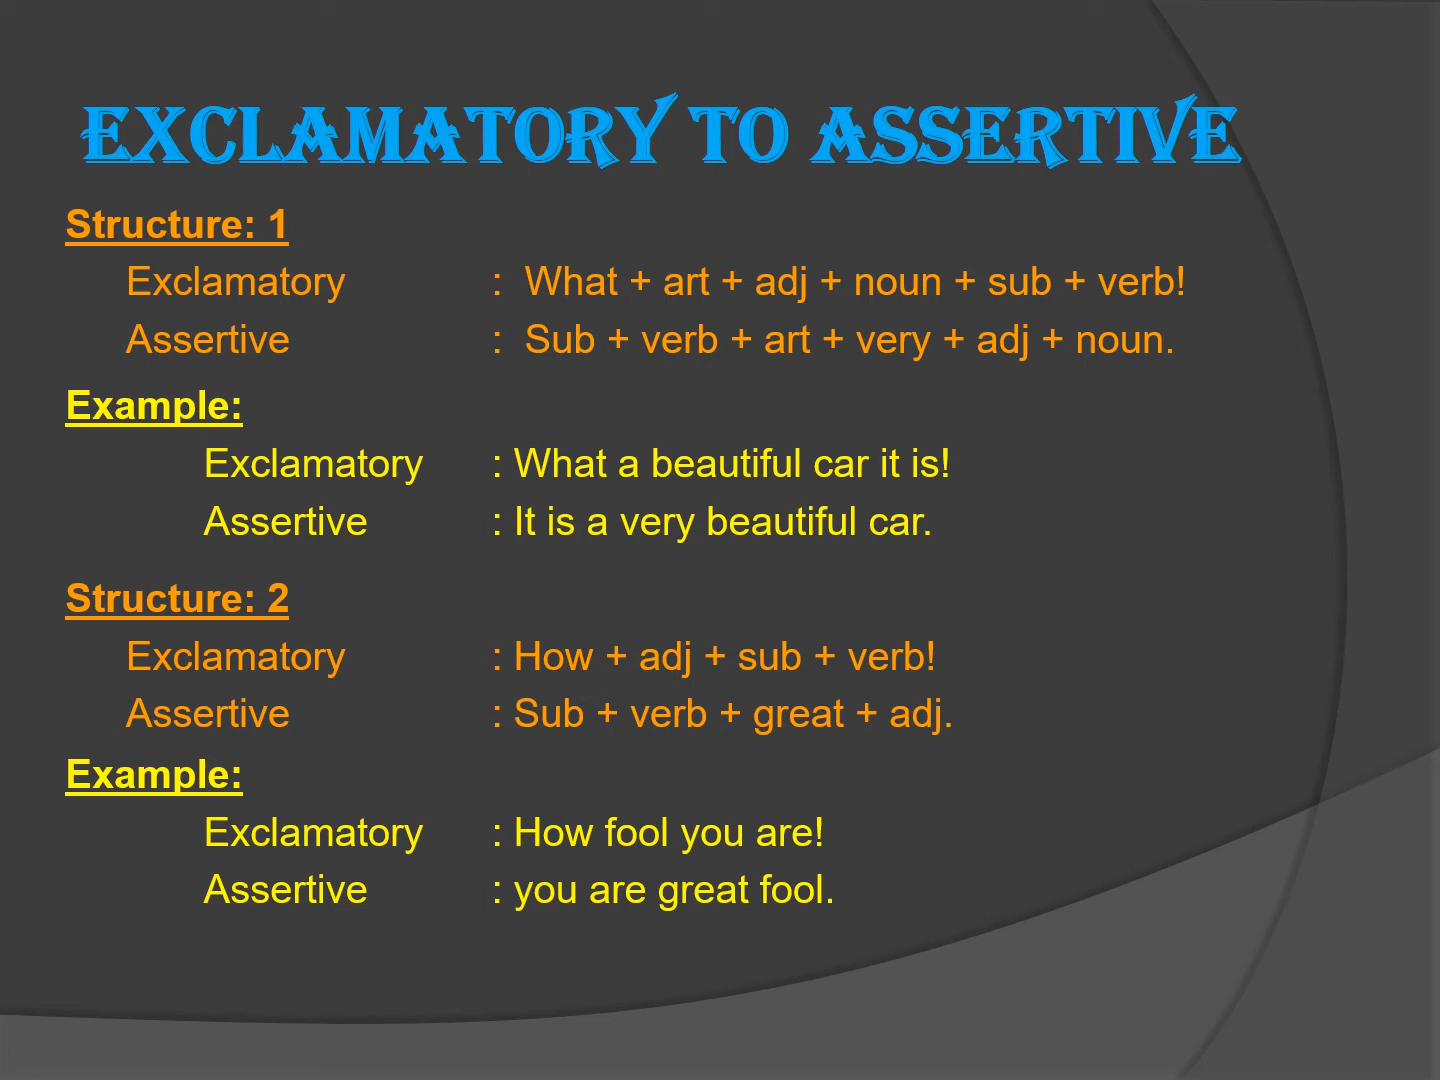 EXCLAMATORY TO ASSERTIVE
Structure: 1
Exclamatory : What + art + adj + noun + sub + verb!
Assertive : Sub + verb + art + very + adj + noun.
Example:
Exclamatory : What a beautiful car it is!
Assertive : It is a very beautiful car.
Structure: 2
Exclamatory : How + adj + sub + verb!
Assertive : Sub + verb + great + adj.
Example:
Exclamatory : How fool you are!
Assertive : you are great fool.